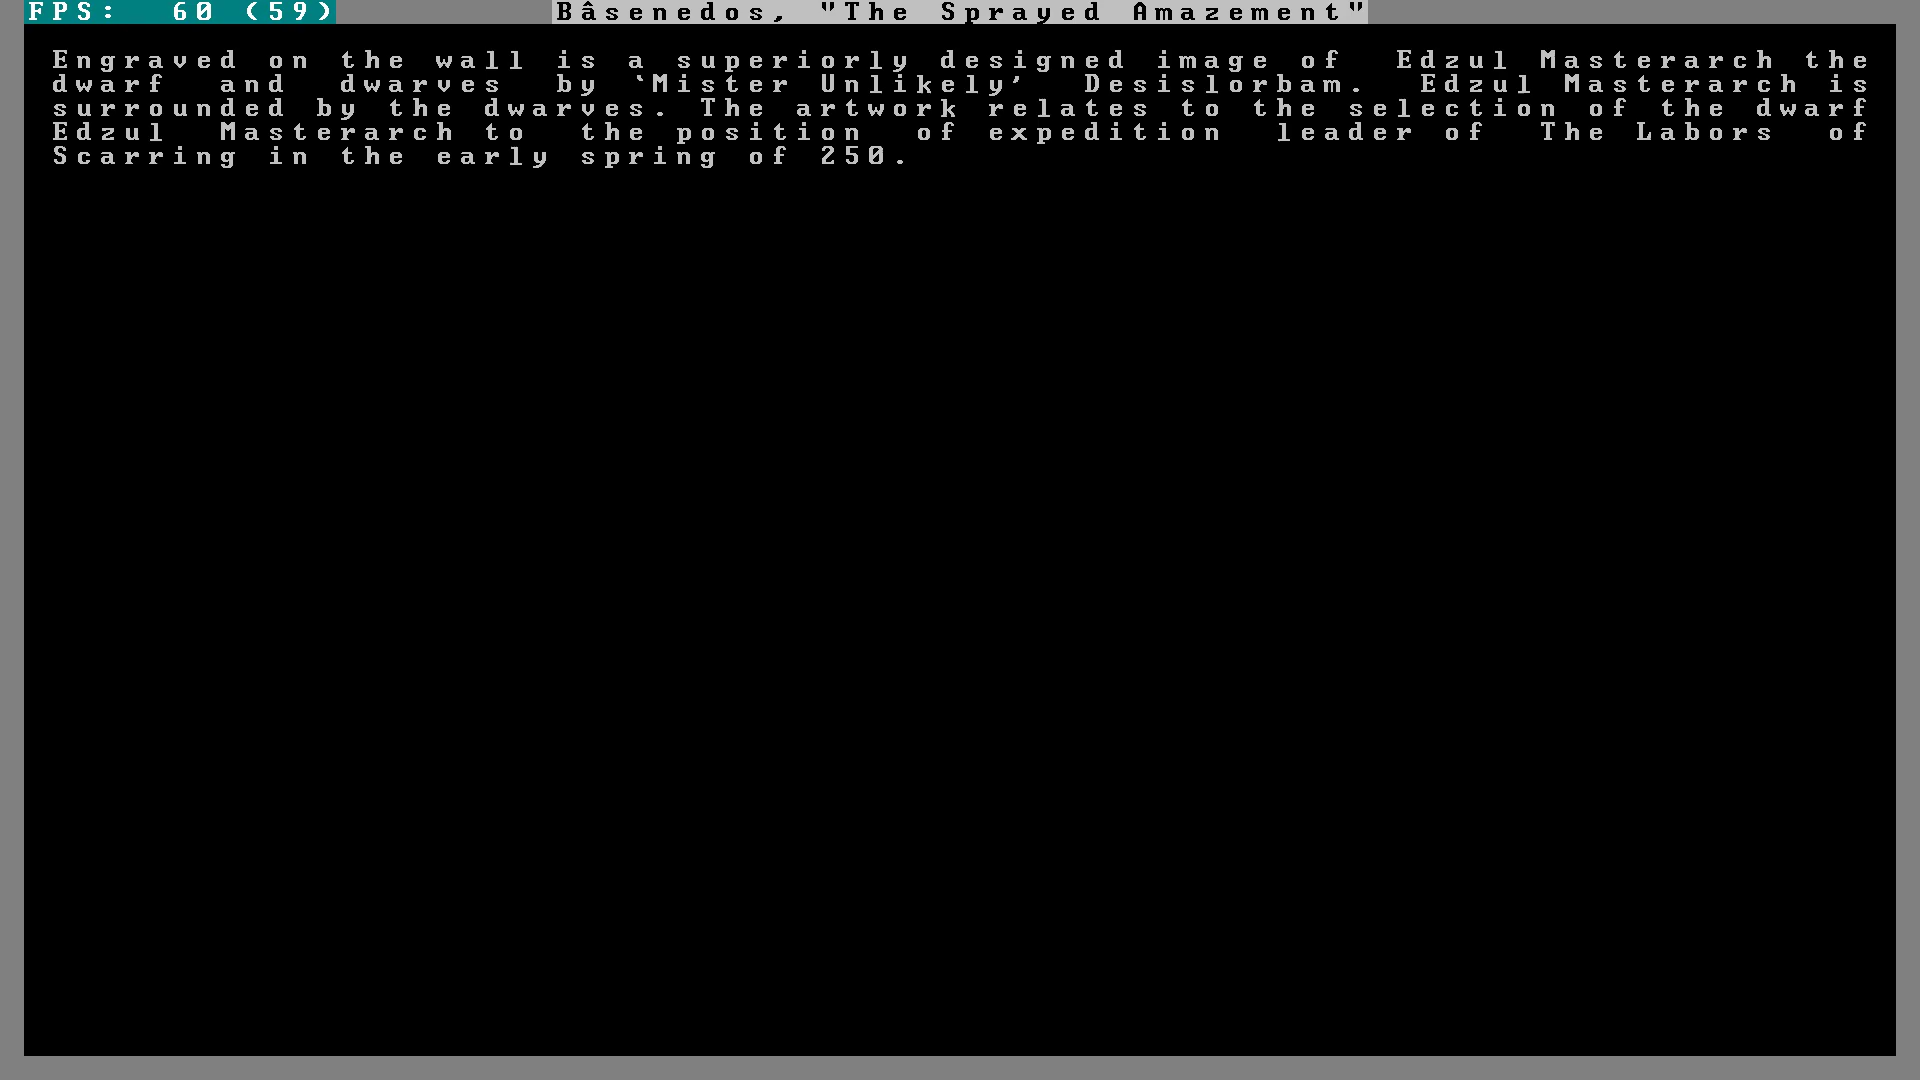 FPS: 60 (59)
Bâsenedos, "The Sprayed Amazement"
Engraved on the wall is a superiorly designed image of Edzul Masterarch the
dwarf and dwarves by `Mister Unlikely' Desislorbam. Edzul Masterarch is
surrounded by the dwarves. The artwork relates to the selection of the dwarf
Edzul Masterarch to the position of expedition leader of The Labors of
Scarring in the early spring of 250.